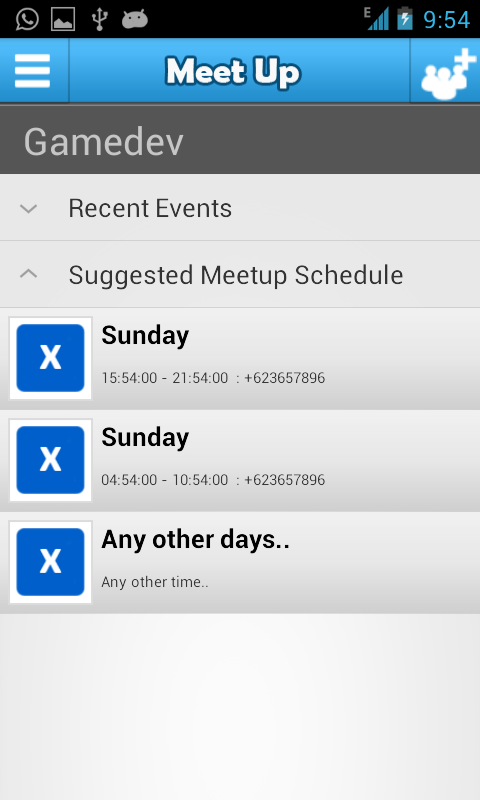 E 9:54
Meet Up
Gamedev
Recent Events
Suggested Meetup Schedule
X
Sunday
15:54:00 - 21:54:00 : +623657896
X
Sunday
04:54:00 - 10:54:00 : +623657896
X
Any other days..
Any other time..